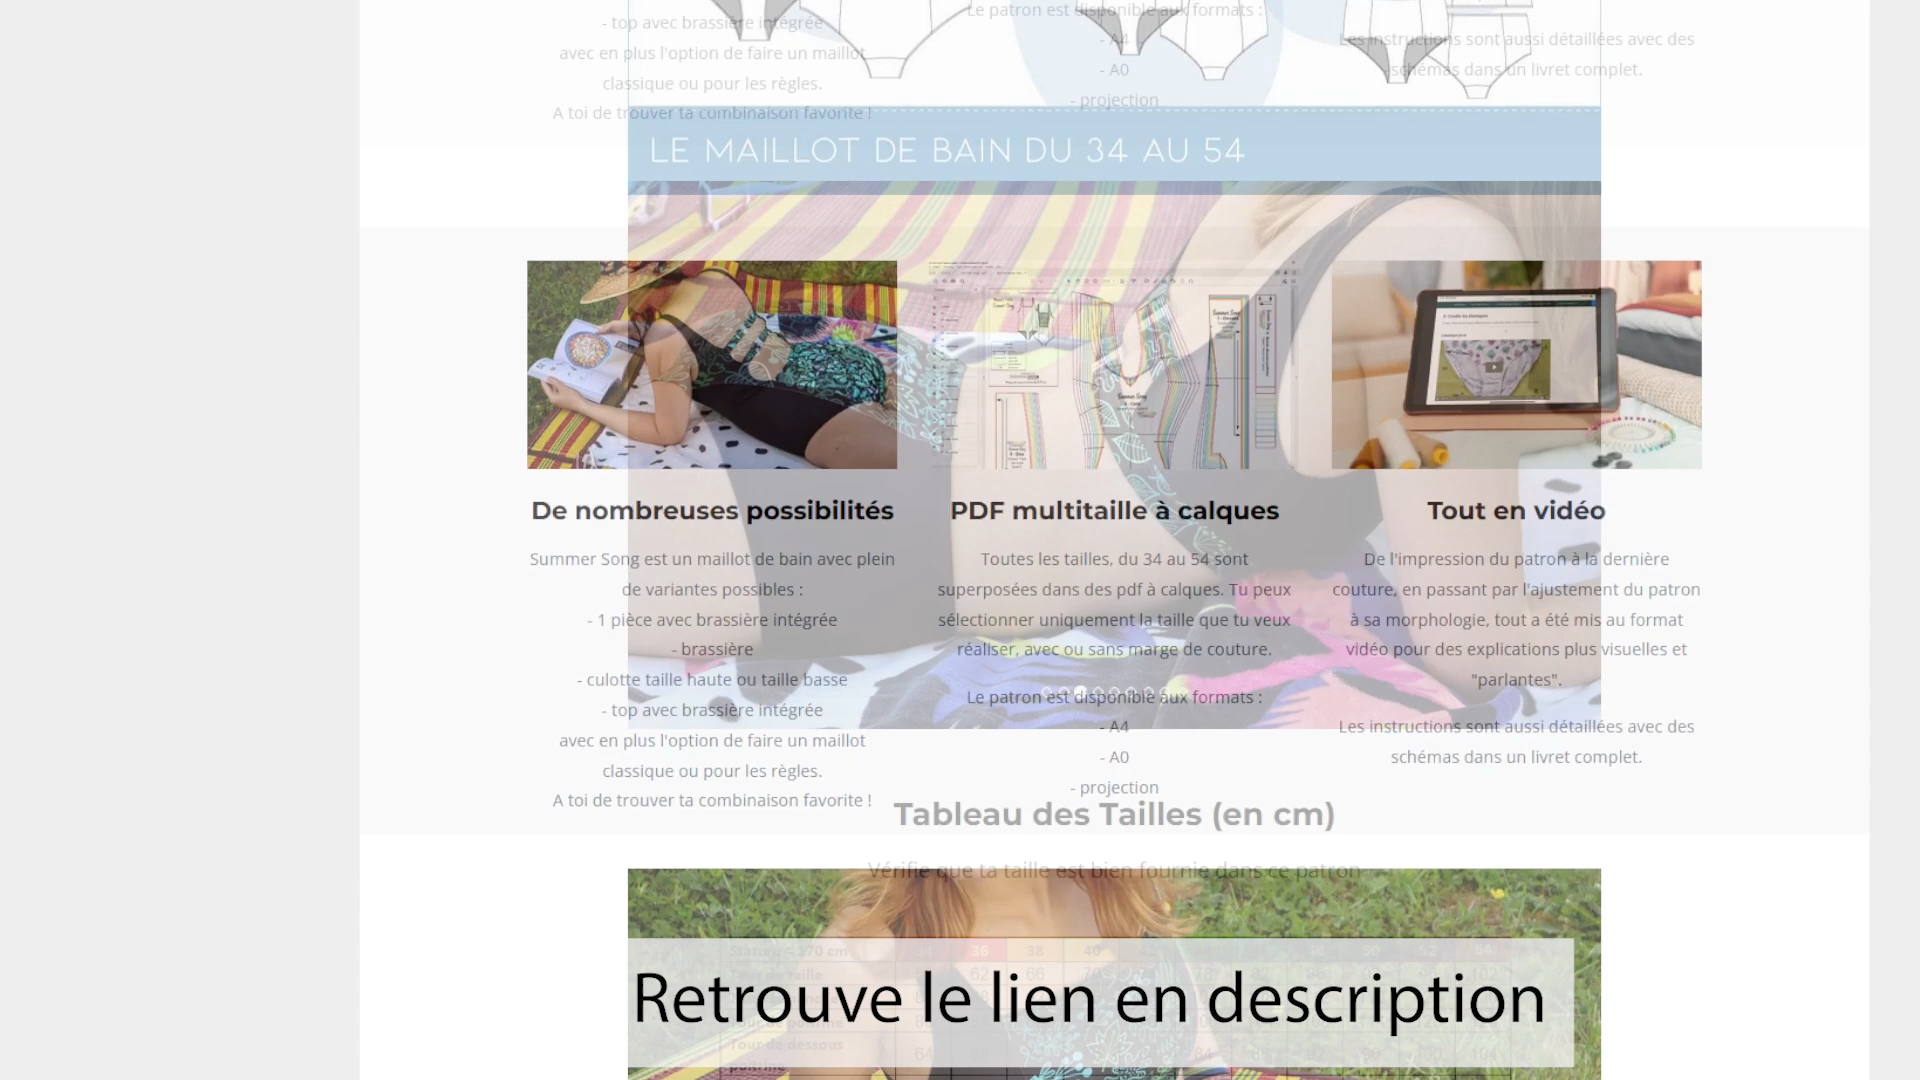 - top avec brassière intégrée
avec en plus l'option de faire un maillot
classique ou pour les règles.
A toi de trouver ta combinaison favorite !
Le patron est disponible aux formats :
- A4
- A0
- projection
Les instructions sont aussi détaillées avec des
schémas dans un livret complet.
LE MAILLOT DE BAIN DU 34 AU 54
De nombreuses possibilités
Summer Song est un maillot de bain avec plein
de variantes possibles :
- 1 pièce avec brassière intégrée
- brassière
- culotte taille haute ou taille basse
- top avec brassière intégrée
avec en plus l'option de faire un maillot
classique ou pour les règles.
A toi de trouver ta combinaison favorite !
PDF multitaille à calques
Toutes les tailles, du 34 au 54 sont
superposées dans des pdf à calques. Tu peux
sélectionner uniquement la taille que tu veux
réaliser, avec ou sans marge de couture.
Le patron est disponible aux formats :
- A4
- A0
- projection
Tout en vidéo
De l'impression du patron à la dernière
couture, en passant par l'ajustement du patron
à sa morphologie, tout a été mis au format
vidéo pour des explications plus visuelles et
"parlantes".
Les instructions sont aussi détaillées avec des
schémas dans un livret complet.
Tableau des Tailles (en cm)
Vérifie que ta taille est bien fournie dans ce patron
36 38
62 66
Retrouve le lien en description
Tour de dessous
64
poitrine